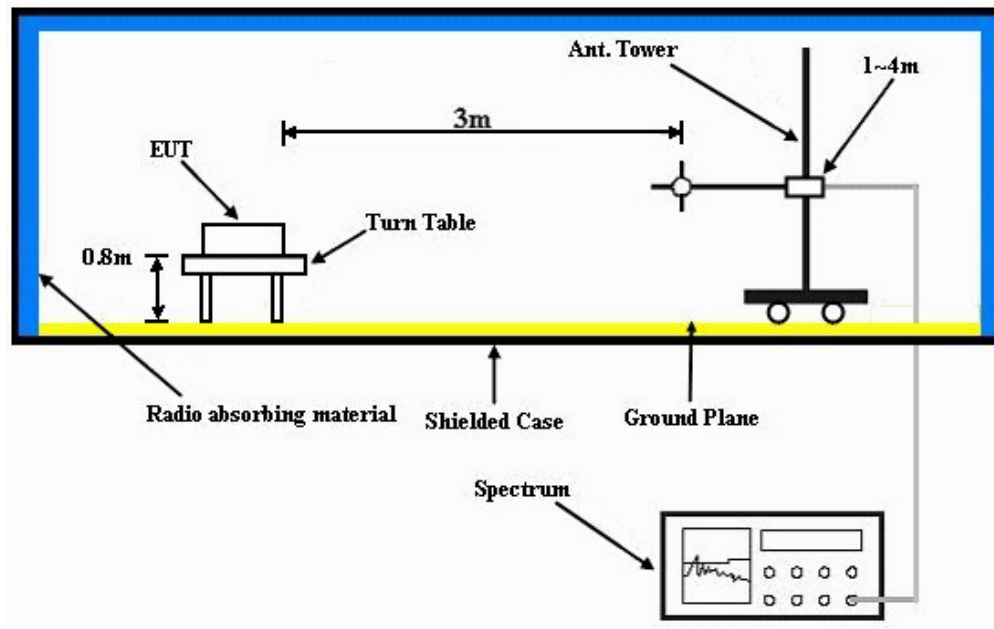 Ant. Tower
1~4m
3m
EUT
Turn Table
0.8m
Radio absorbing material
Shielded Case
Ground Plane
Spectrum